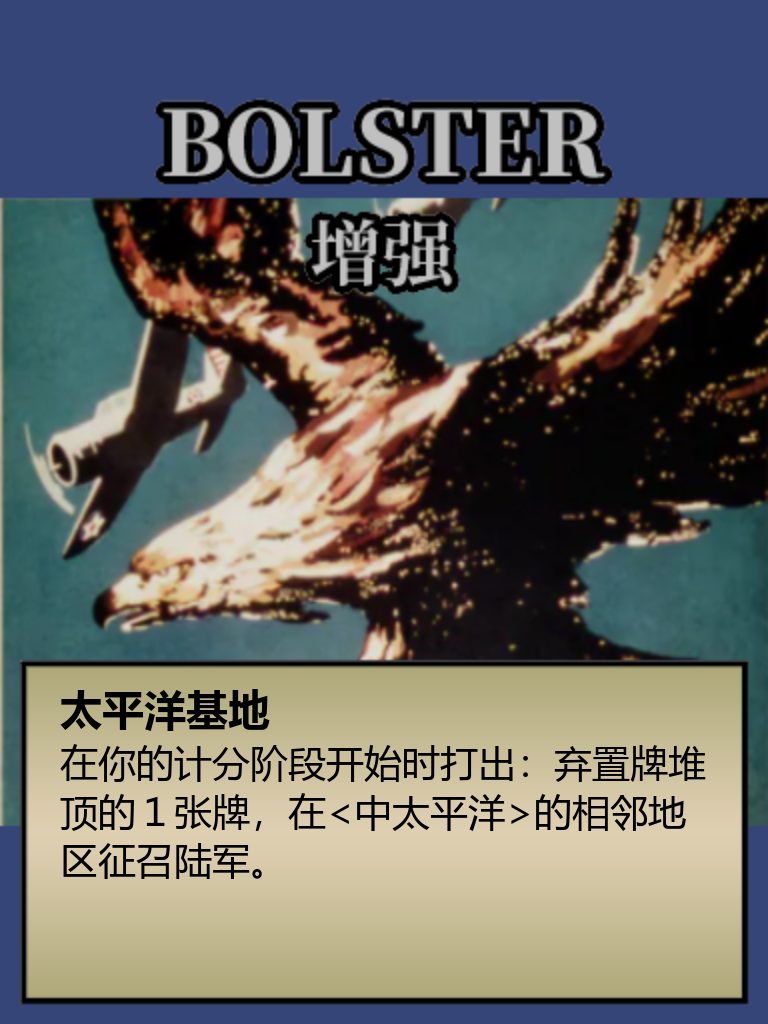 BOLSTER
增强
太平洋基地
在你的计分阶段开始时打出：弃置牌堆
顶的1张牌，在<中太平洋>的相邻地
区征召陆军。